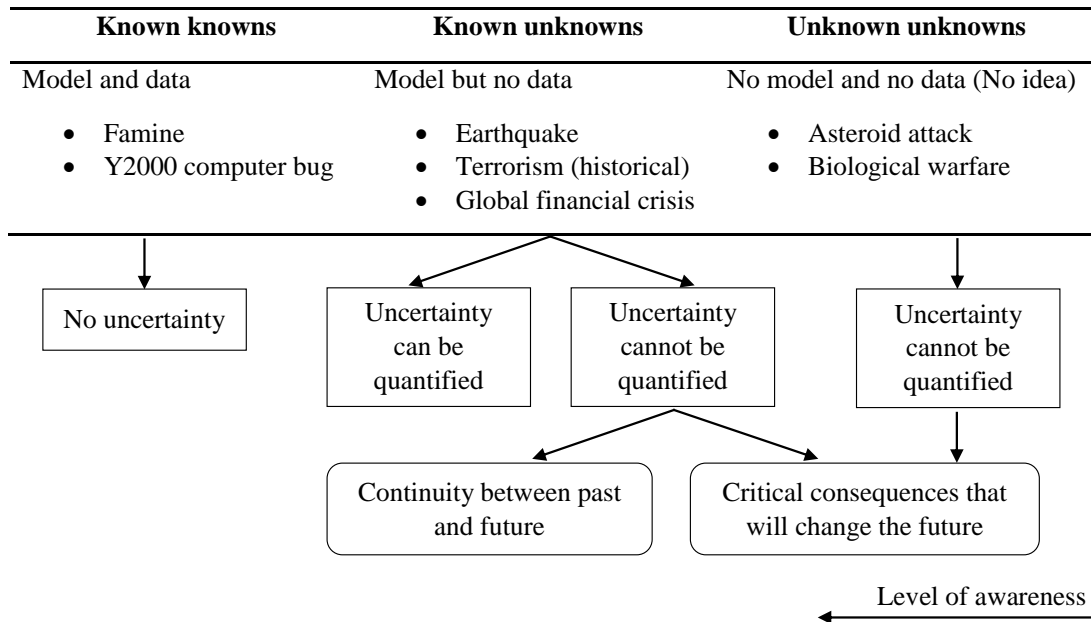 Known knowns Known unknowns Unknown unknowns
Model and data Model but no data No model and no data (No idea)
• Famine • Earthquake • Asteroid attack
• Y2000 computer bug • Terrorism (historical) • Biological warfare
• Global financial crisis
No uncertainty
Uncertainty
can be
quantified
Uncertainty
cannot be
quantified
Uncertainty
cannot be
quantified
Continuity between past
and future
Critical consequences that
will change the future
Level of awareness